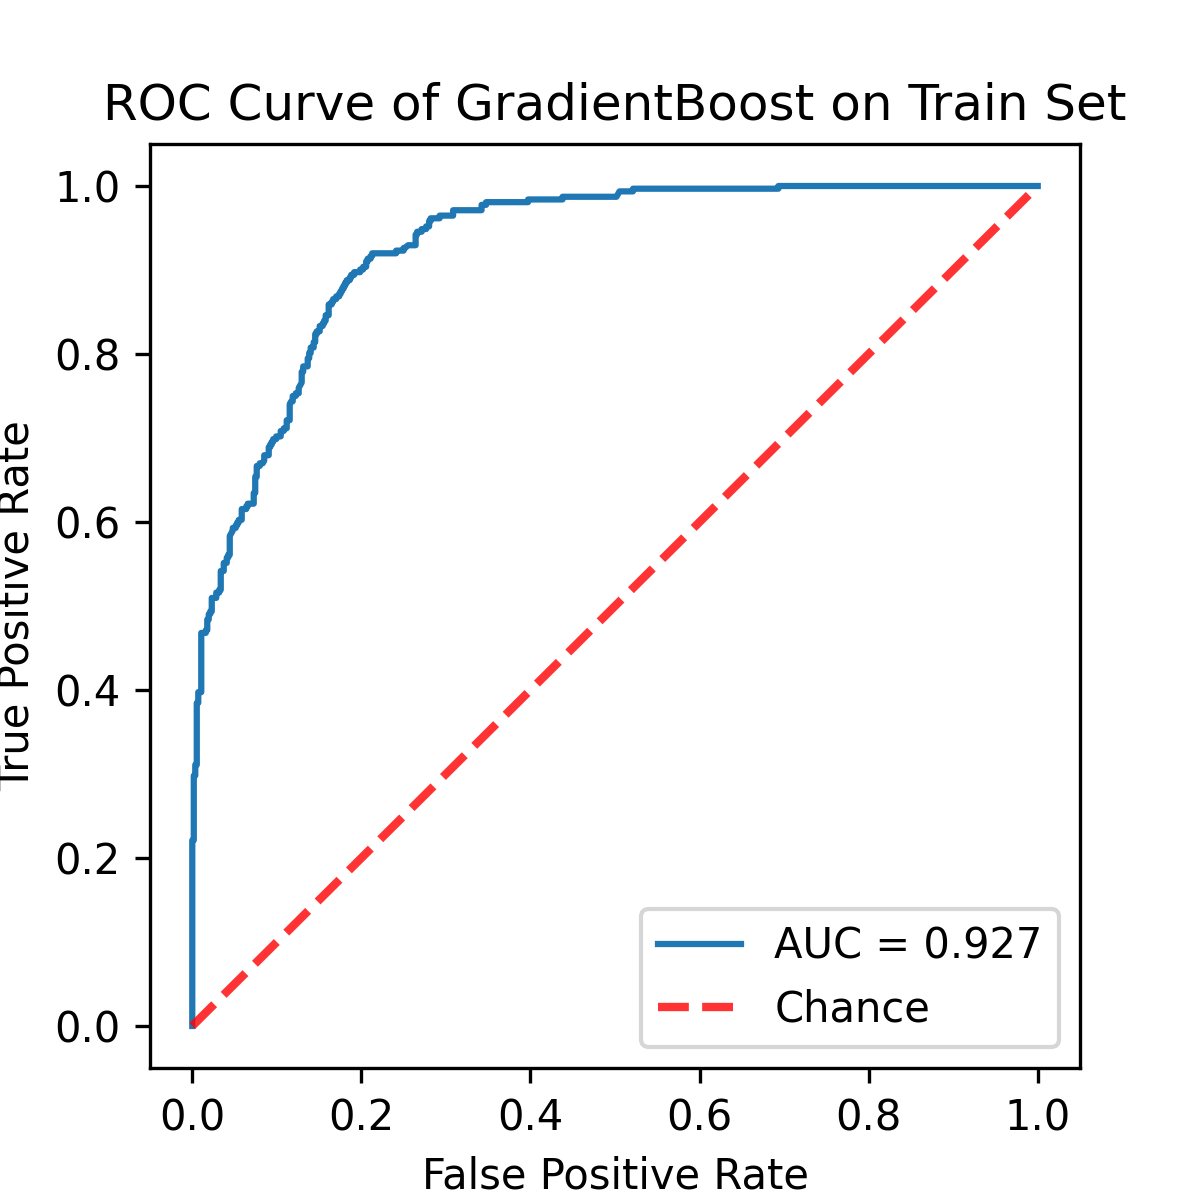 ROC Curve of GradientBoost on Train Set
True Positive Rate
1.0
0.8
0.6
0.4
0.2
0.0
AUC = 0.927
Chance
0.0 0.2 0.4 0.6 0.8 1.0
False Positive Rate